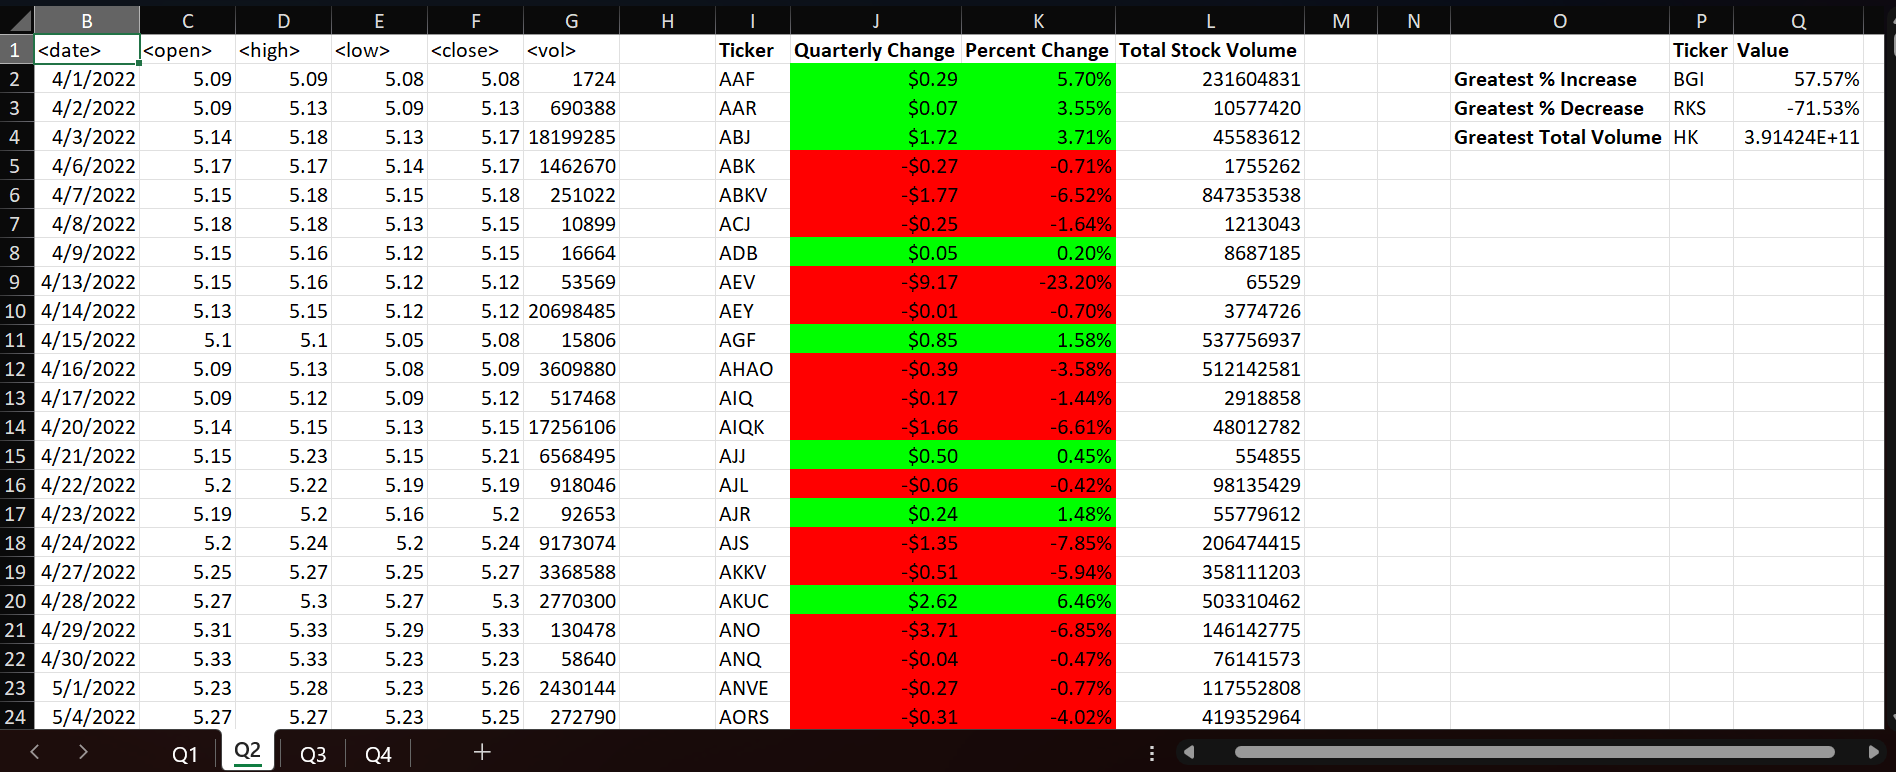 B C D E F G H I J K L M N O P Q
1 <date> <open> <high> <low> <close> <vol> Ticker Quarterly Change Percent Change Total Stock Volume Ticker Value
2 4/1/2022 5.09 5.09 5.08 5.08 1724 AAF $0.29 5.70% 231604831 Greatest % Increase BGI 57.57%
3 4/2/2022 5.09 5.13 5.09 5.13 690388 AAR $0.07 3.55% 10577420 Greatest % Decrease RKS -71.53%
4 4/3/2022 5.14 5.18 5.13 5.17 18199285 ABJ $1.72 3.71% 45583612 Greatest Total Volume HK 3.91424E+11
5 4/6/2022 5.17 5.17 5.14 5.17 1462670 ABK -$0.27 -0.71% 1755262
6 4/7/2022 5.15 5.18 5.15 5.18 251022 ABKV -$1.77 -6.52% 847353538
7 4/8/2022 5.18 5.18 5.13 5.15 10899 ACJ -$0.25 -1.64% 1213043
8 4/9/2022 5.15 5.16 5.12 5.15 16664 ADB $0.05 0.20% 8687185
9 4/13/2022 5.15 5.16 5.12 5.12 53569 AEV -$9.17 -23.20% 65529
10 4/14/2022 5.13 5.15 5.12 5.12 20698485 AEY -$0.01 -0.70% 3774726
11 4/15/2022 5.1 5.1 5.05 5.08 15806 AGF $0.85 1.58% 537756937
12 4/16/2022 5.09 5.13 5.08 5.09 3609880 AHAO -$0.39 -3.58% 512142581
13 4/17/2022 5.09 5.12 5.09 5.12 517468 AIQ -$0.17 -1.44% 2918858
14 4/20/2022 5.14 5.15 5.13 5.15 17256106 AIQK -$1.66 -6.61% 48012782
15 4/21/2022 5.15 5.23 5.15 5.21 6568495 AJJ $0.50 0.45% 554855
16 4/22/2022 5.2 5.22 5.19 5.19 918046 AJL -$0.06 -0.42% 98135429
17 4/23/2022 5.19 5.2 5.16 5.2 92653 AJR $0.24 1.48% 55779612
18 4/24/2022 5.2 5.24 5.2 5.24 9173074 AJS -$1.35 -7.85% 206474415
19 4/27/2022 5.25 5.27 5.25 5.27 3368588 AKKV -$0.51 -5.94% 358111203
20 4/28/2022 5.27 5.3 5.27 5.3 2770300 AKUC $2.62 6.46% 503310462
21 4/29/2022 5.31 5.33 5.29 5.33 130478 ANO -$3.71 -6.85% 146142775
22 4/30/2022 5.33 5.33 5.23 5.23 58640 ANQ -$0.04 -0.47% 76141573
23 5/1/2022 5.23 5.28 5.23 5.26 2430144 ANVE -$0.27 -0.77% 117552808
24 5/4/2022 5.27 5.27 5.23 5.25 272790 AORS -$0.31 -4.02% 419352964
Q1 Q2 Q3 Q4